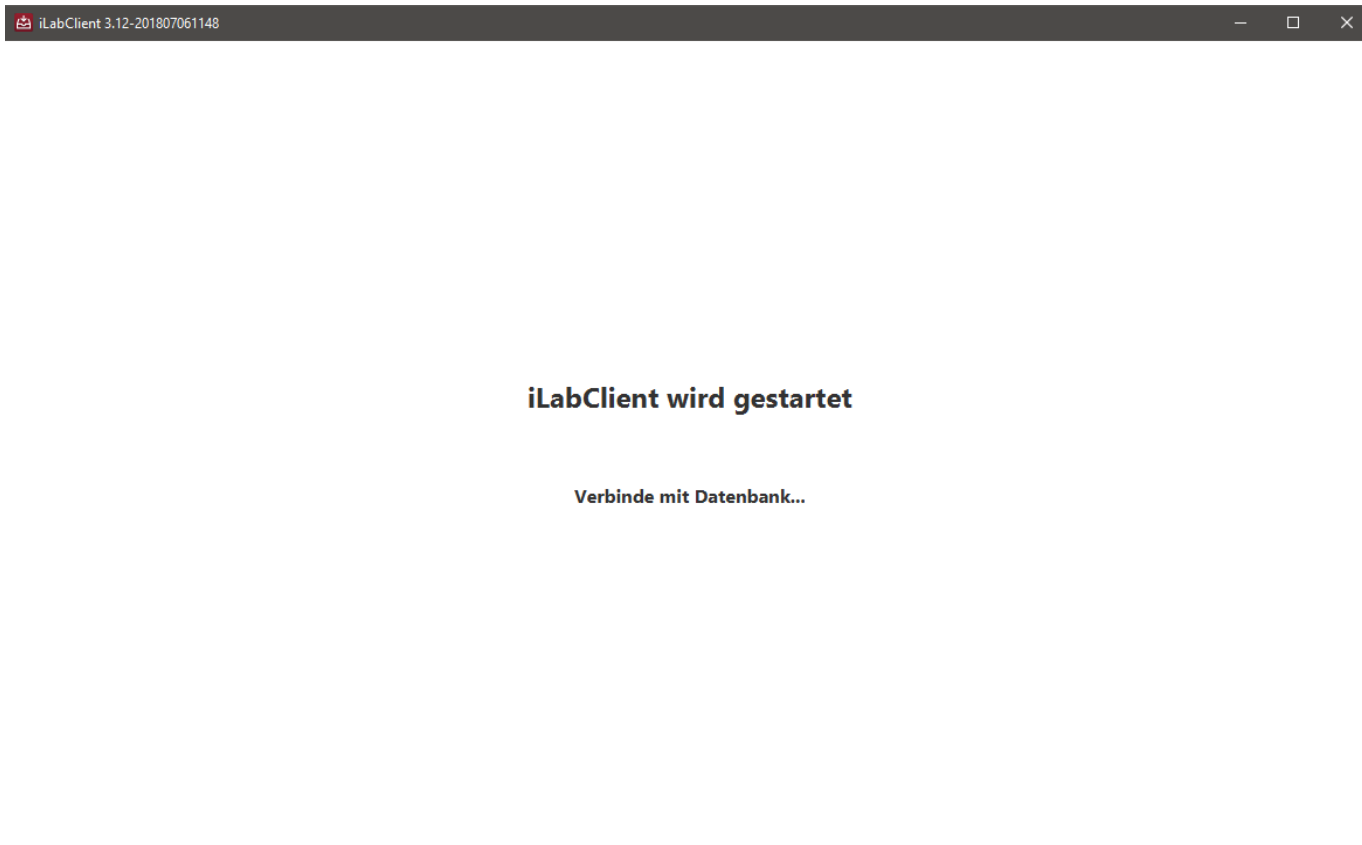 iLabClient 3.12-201807061148
iLabClient wird gestartet
Verbinde mit Datenbank...